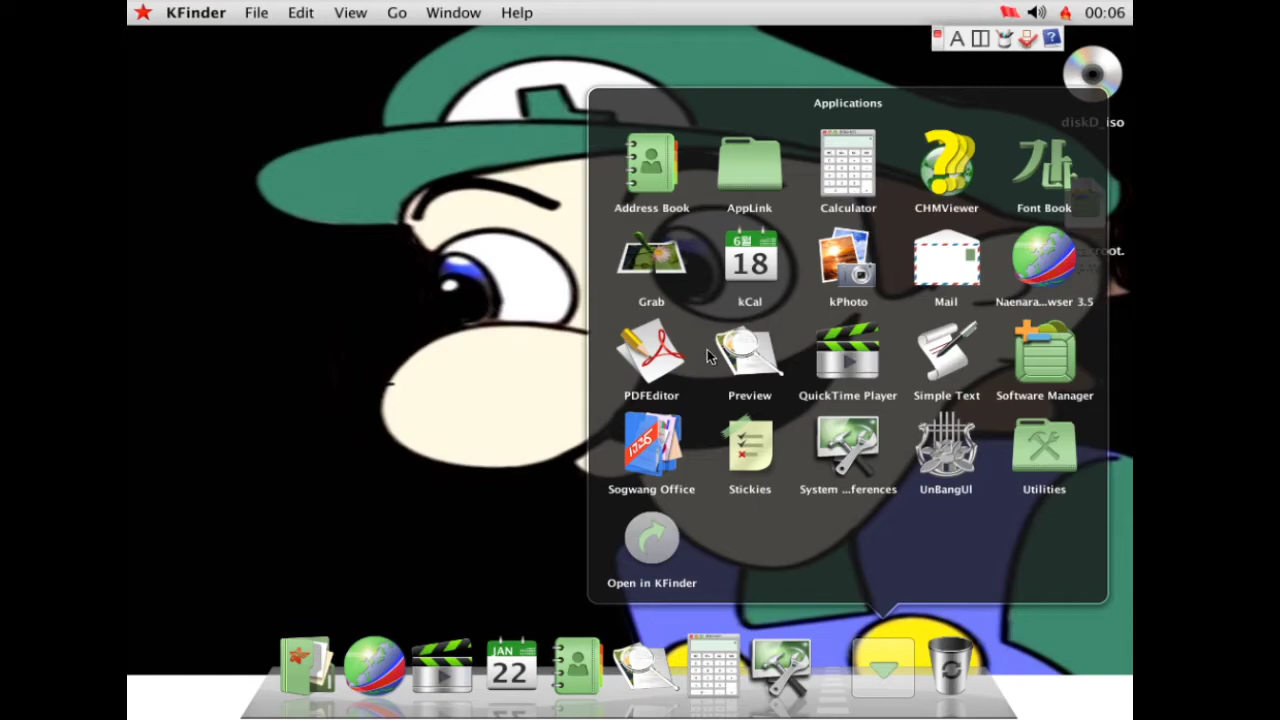 KFinder File Edit View Go Window Help 00:06
A
diskD_iso
Applications
Address Book AppLink Calculator CHMViewer Font Book
root.
6월
18
Grab kCal kPhoto Mail Naenara...wser 3.5
PDFEditor Preview QuickTime Player Simple Text Software Manager
Sogwang Office Stickies System ...ferences UnBangUl Utilities
Open in KFinder
JAN
22